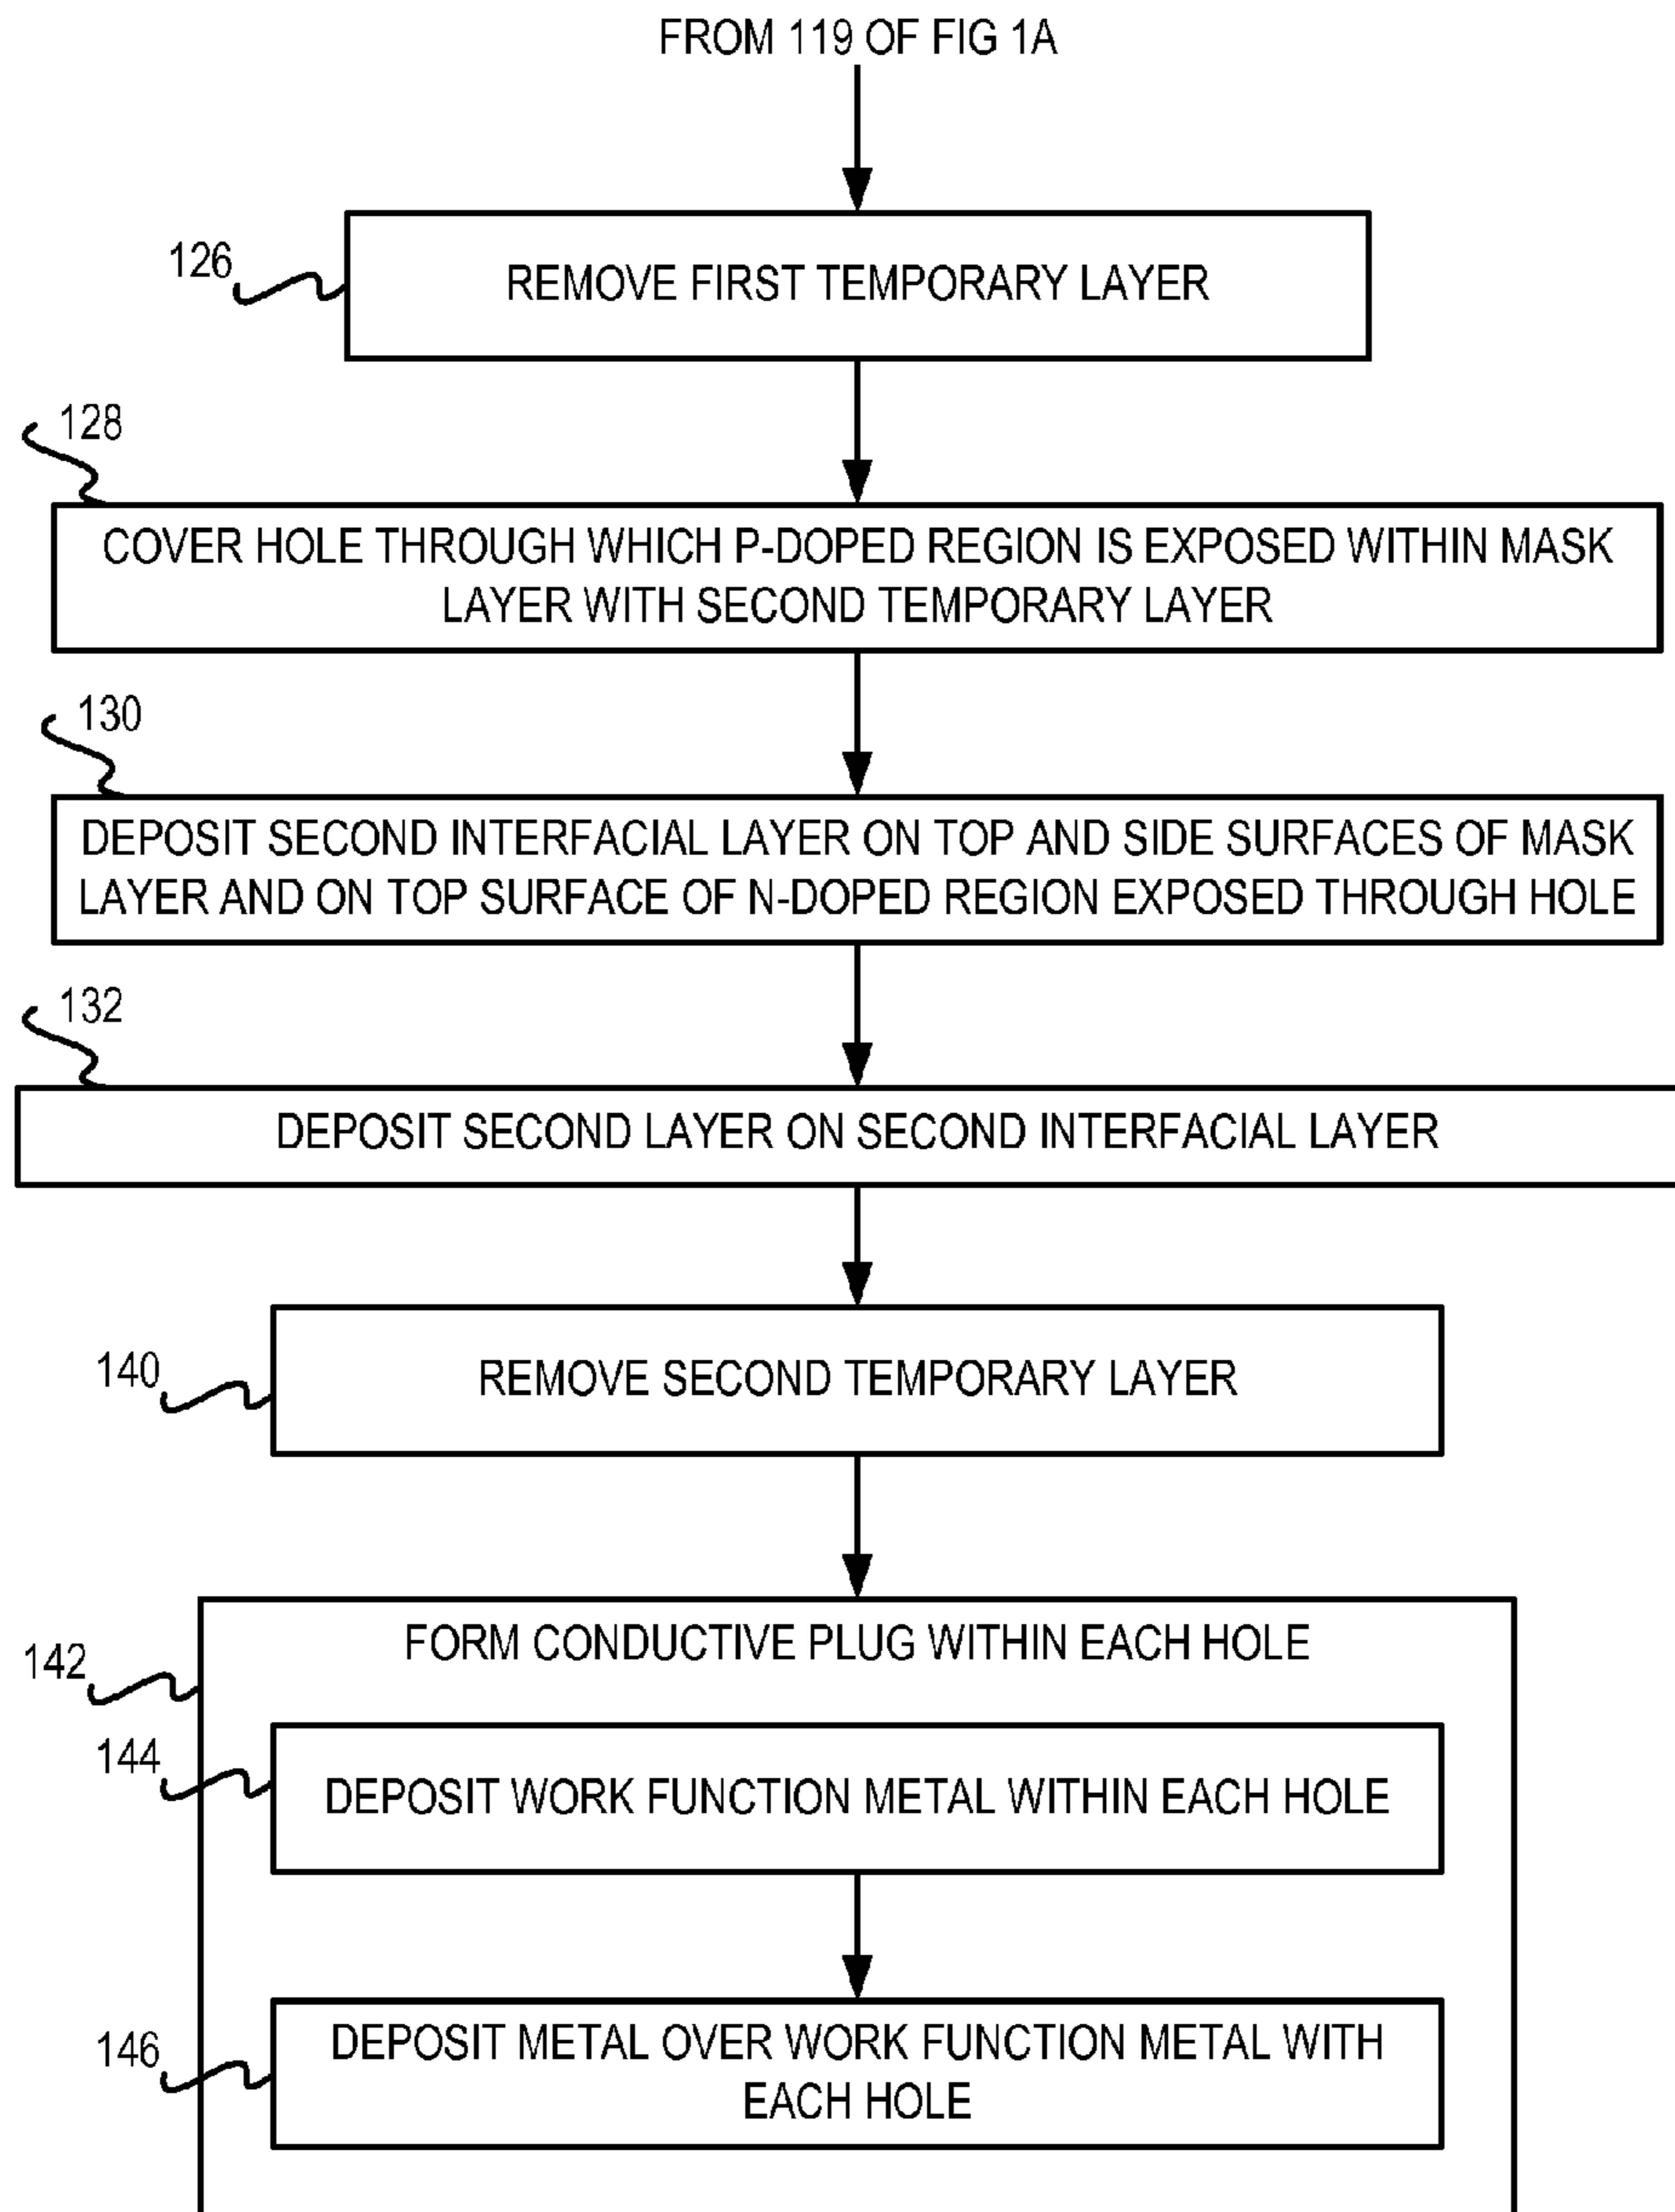 FROM 119 OF FIG 1A
126
REMOVE FIRST TEMPORARY LAYER
128
COVER HOLE THROUGH WHICH P-DOPED REGION IS EXPOSED WITHIN MASK
LAYER WITH SECOND TEMPORARY LAYER
130
DEPOSIT SECOND INTERFACIAL LAYER ON TOP AND SIDE SURFACES OF MASK
LAYER AND ON TOP SURFACE OF N-DOPED REGION EXPOSED THROUGH HOLE
132
DEPOSIT SECOND LAYER ON SECOND INTERFACIAL LAYER
140
REMOVE SECOND TEMPORARY LAYER
142
FORM CONDUCTIVE PLUG WITHIN EACH HOLE
144
DEPOSIT WORK FUNCTION METAL WITHIN EACH HOLE
146
DEPOSIT METAL OVER WORK FUNCTION METAL WITH
EACH HOLE